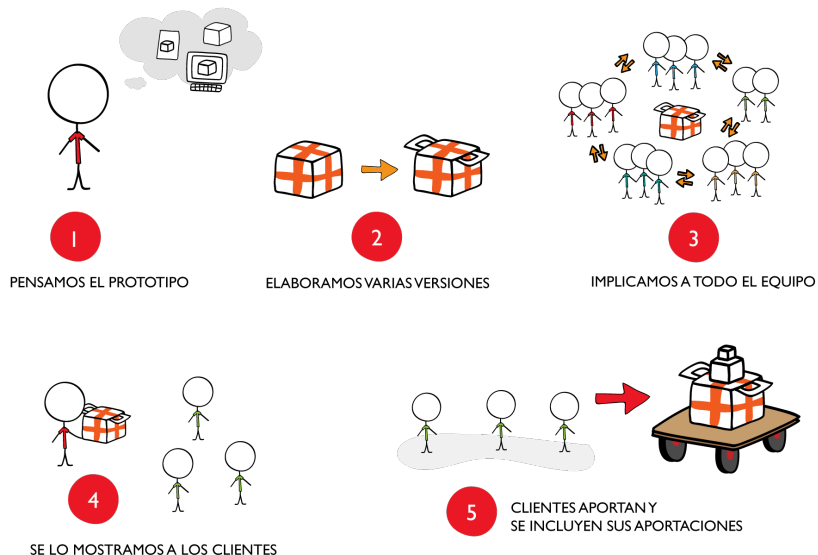 1
PENSAMOS EL PROTOTIPO
2
ELABORAMOS VARIAS VERSIONES
3
IMPLICAMOS A TODO EL EQUIPO
4
SE LO MOSTRAMOS A LOS CLIENTES
5
CLIENTES APORTAN Y
SE INCLUYEN SUS APORTACIONES